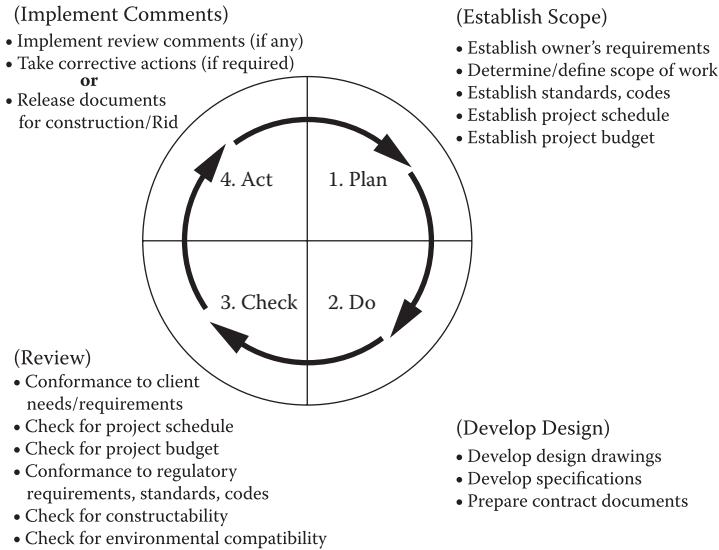 (Implement Comments)
• Implement review comments (if any)
• Take corrective actions (if required)
or
• Release documents
for construction/Rid
(Establish Scope)
• Establish owner’s requirements
• Determine/define scope of work
• Establish standards, codes
• Establish project schedule
• Establish project budget
4. Act
1. Plan
3. Check
2. Do
(Review)
• Conformance to client
needs/requirements
• Check for project schedule
• Check for project budget
• Conformance to regulatory
requirements, standards, codes
• Check for constructability
• Check for environmental compatibility
(Develop Design)
• Develop design drawings
• Develop specifications
• Prepare contract documents